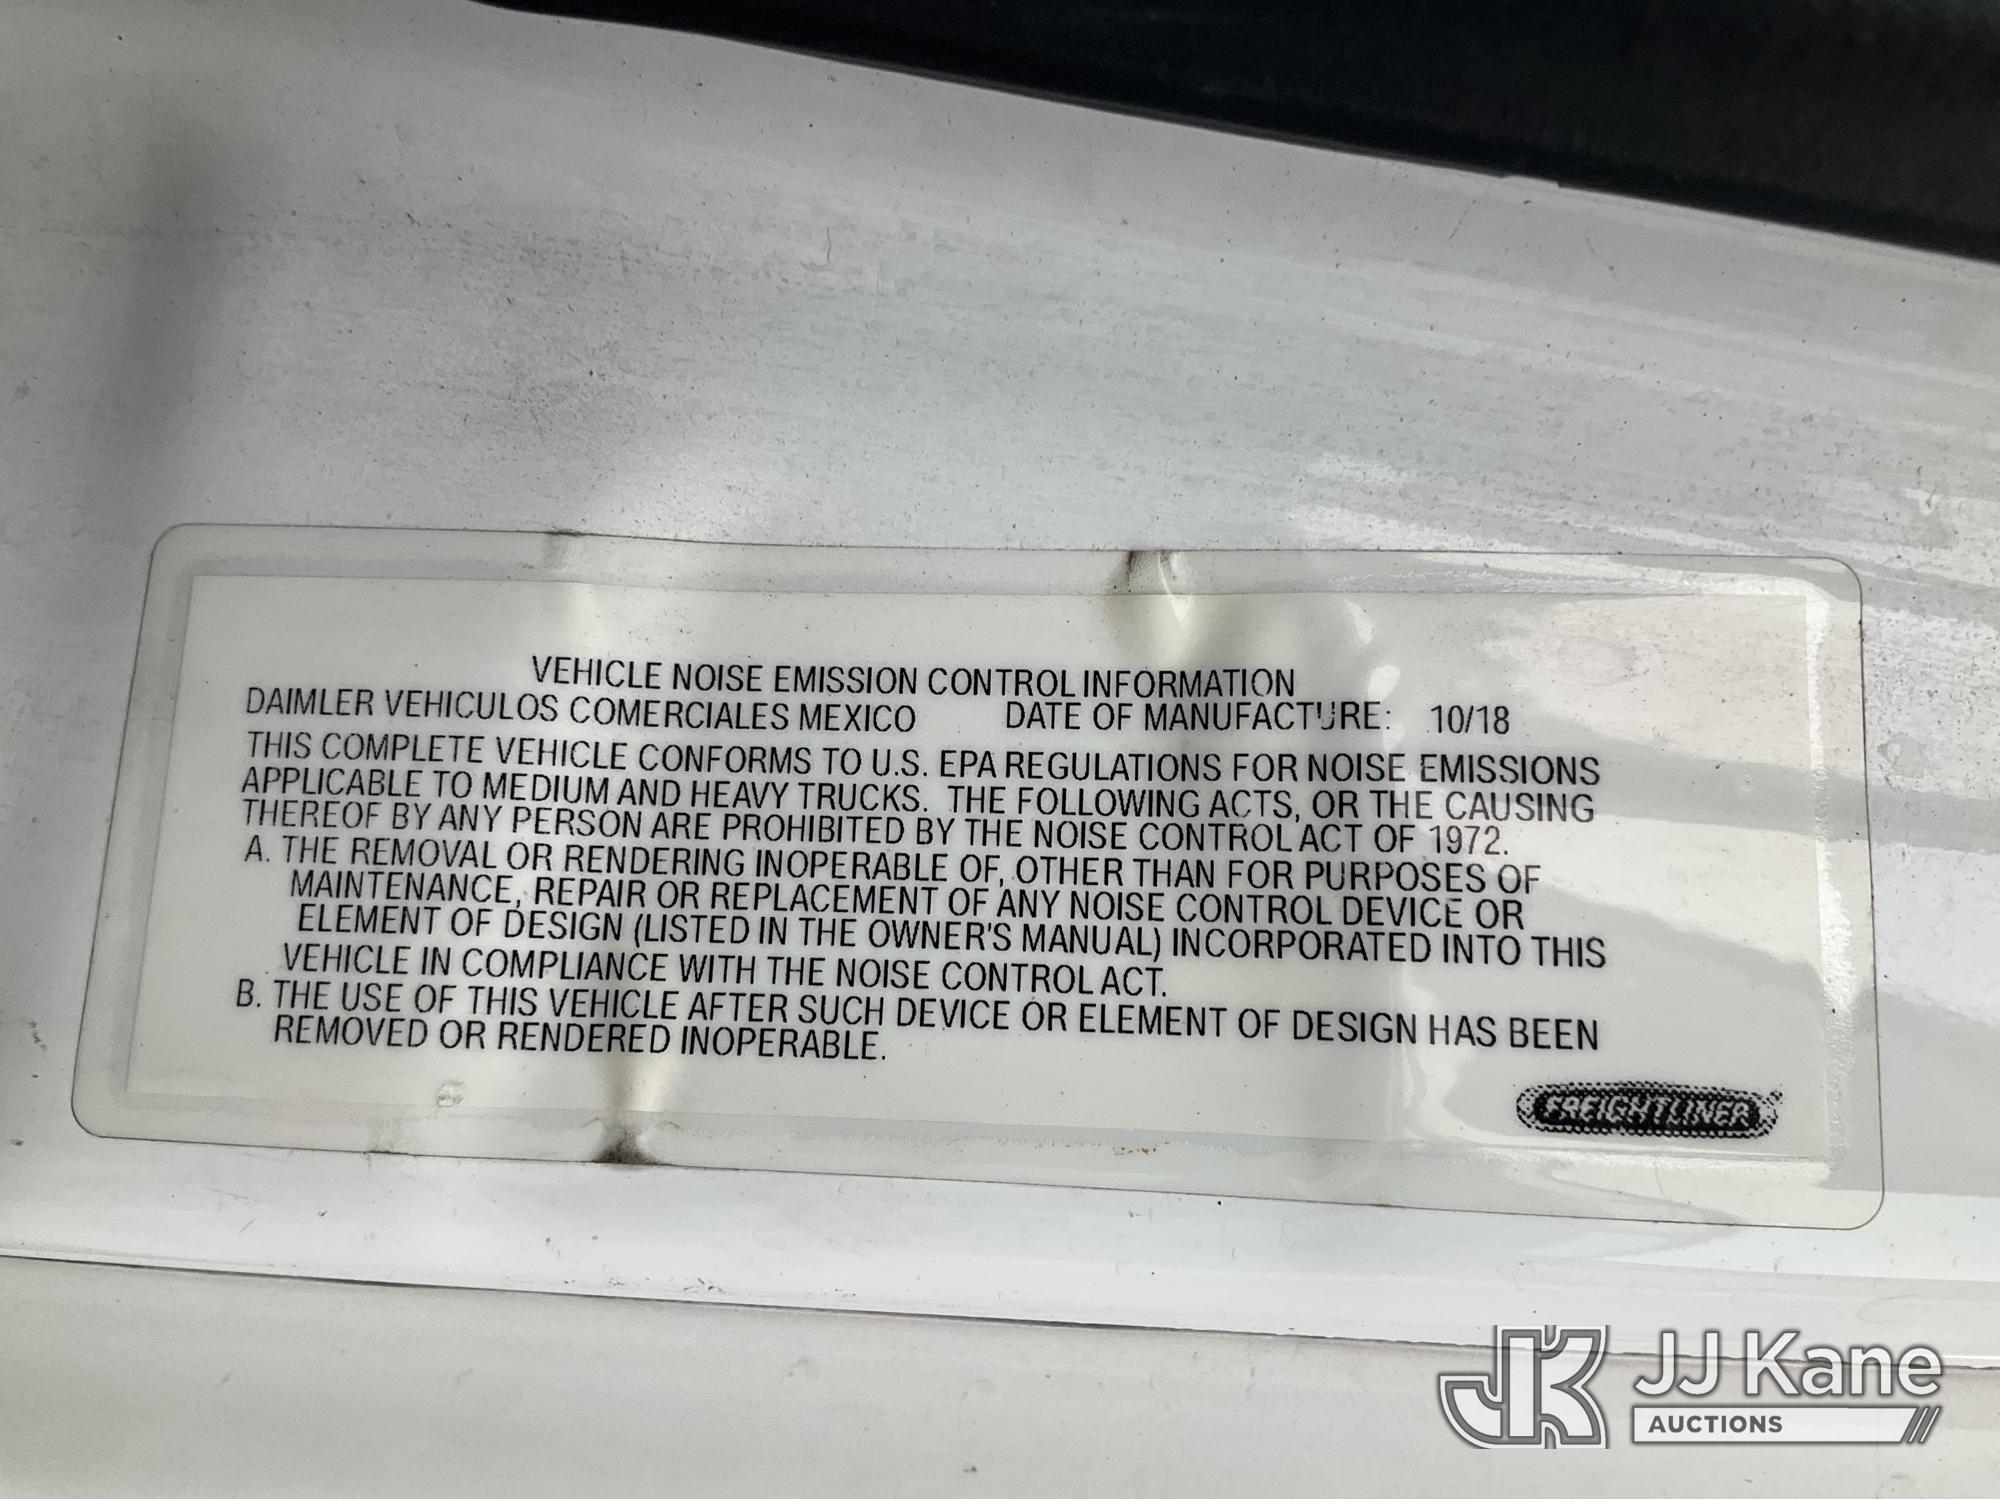 VEHICLE NOISE EMISSION CONTROL INFORMATION
DAIMLER VEHICULOS COMERCIALES MEXICO DATE OF MANUFACTURE: 10/18
THIS COMPLETE VEHICLE CONFORMS TO U.S. EPA REGULATIONS FOR NOISE EMISSIONS
APPLICABLE TO MEDIUM AND HEAVY TRUCKS. THE FOLLOWING ACTS, OR THE CAUSING
THEREOF BY ANY PERSON ARE PROHIBITED BY THE NOISE CONTROL ACT OF 1972.
A. THE REMOVAL OR RENDERING INOPERABLE OF, OTHER THAN FOR PURPOSES OF
MAINTENANCE, REPAIR OR REPLACEMENT OF ANY NOISE CONTROL DEVICE OR
ELEMENT OF DESIGN (LISTED IN THE OWNER'S MANUAL) INCORPORATED INTO THIS
VEHICLE IN COMPLIANCE WITH THE NOISE CONTROL ACT.
B. THE USE OF THIS VEHICLE AFTER SUCH DEVICE OR ELEMENT OF DESIGN HAS BEEN
REMOVED OR RENDERED INOPERABLE.
FREIGHTLINER
JK JJ Kane
AUCTIONS